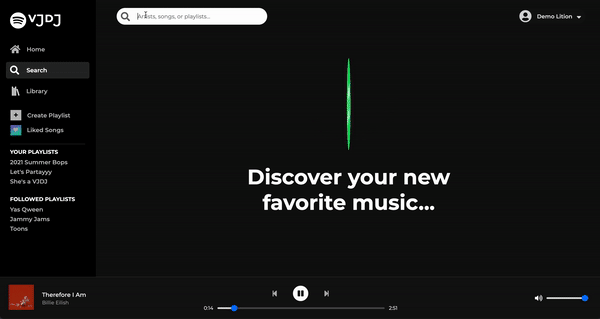 VJDJ
Artists, songs, or playlists...
Demo Lition
Home
Search
Library
Create Playlist
Liked Songs
YOUR PLAYLISTS
2021 Summer Bops
Let's Partayyy
She's a VJDJ
FOLLOWED PLAYLISTS
Yas Qween
Jammy Jams
Toons
Discover your new
favorite music...
Therefore I Am
Billie Eilish
0:14
2:51